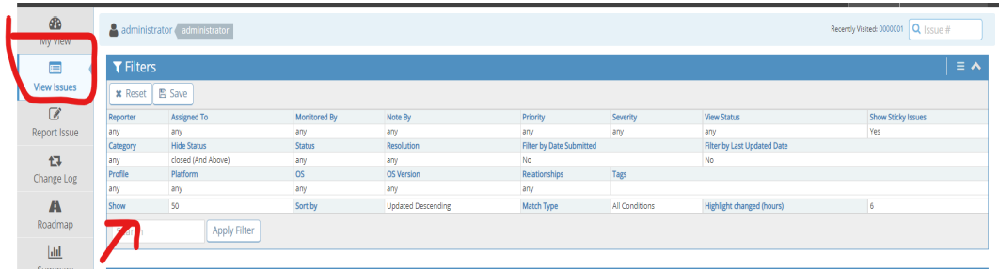 My View
View Issues
Report Issue
Change Log
Roadmap
administrator administrator
Recently Visited: 0000001 Issue #
Filters
Reset Save
Reporter Assigned To Monitored By Note By Priority Severity View Status Show Sticky Issues
any any any any any any any Yes
Category Hide Status Status Resolution Filter by Date Submitted Filter by Last Updated Date
any closed (And Above) any any No No
Profile Platform OS OS Version Relationships Tags
any any any any any
Show 50 Sort by Updated Descending Match Type All Conditions Highlight changed (hours) 6
Apply Filter